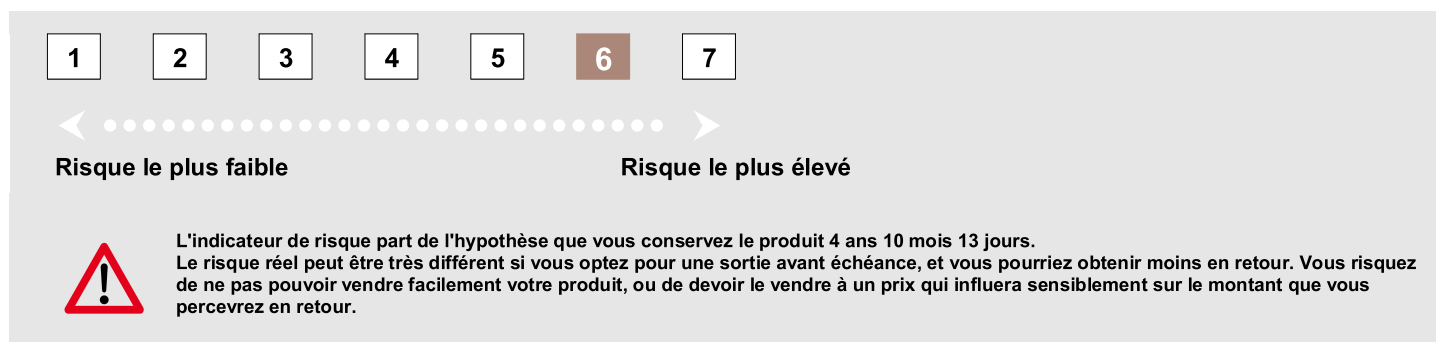 1 2 3 4 5 6 7
Risque le plus faible Risque le plus élevé
L'indicateur de risque part de l'hypothèse que vous conservez le produit 4 ans 10 mois 13 jours.
Le risque réel peut être très différent si vous optez pour une sortie avant échéance, et vous pourriez obtenir moins en retour. Vous risquez
de ne pas pouvoir vendre facilement votre produit, ou de devoir le vendre à un prix qui influera sensiblement sur le montant que vous
percevrez en retour.